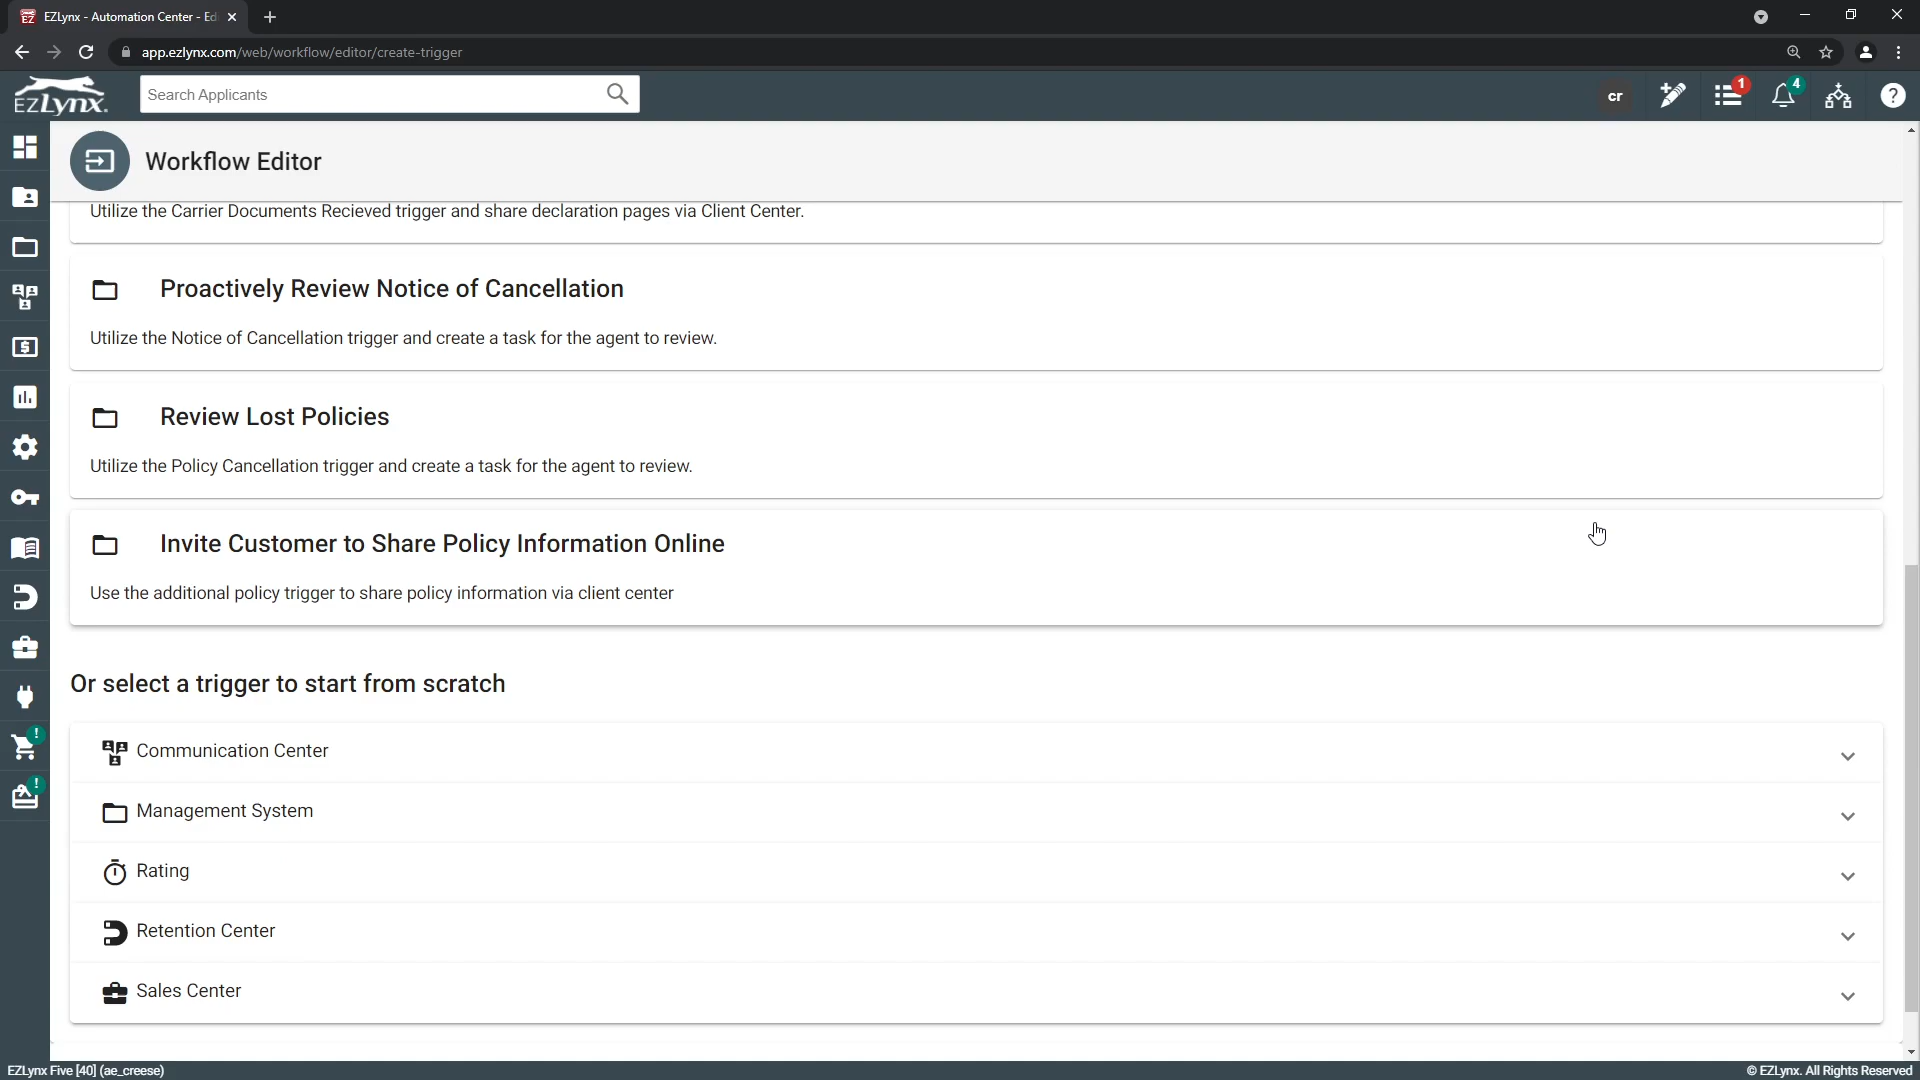 EZLynx - Automation Center - Ed
app.ezlynx.com/web/workflow/editor/create-trigger
EZLynx.
Search Applicants
cr
1
4
?
Workflow Editor
Utilize the Carrier Documents Recieved trigger and share declaration pages via Client Center.
Proactively Review Notice of Cancellation
Utilize the Notice of Cancellation trigger and create a task for the agent to review.
Review Lost Policies
Utilize the Policy Cancellation trigger and create a task for the agent to review.
Invite Customer to Share Policy Information Online
Use the additional policy trigger to share policy information via client center
Or select a trigger to start from scratch
Communication Center
Management System
Rating
Retention Center
Sales Center
!
!
EZLynx Five [40] (ae_creese)
© EZLynx. All Rights Reserved